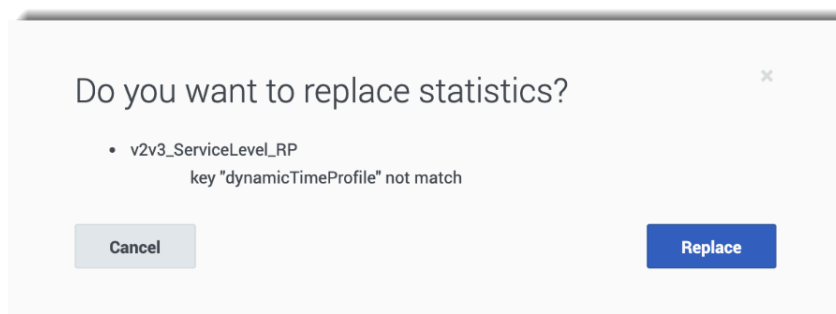 Do you want to replace statistics?
• v2v3_ServiceLevel_RP
key "dynamicTimeProfile" not match
Cancel
Replace